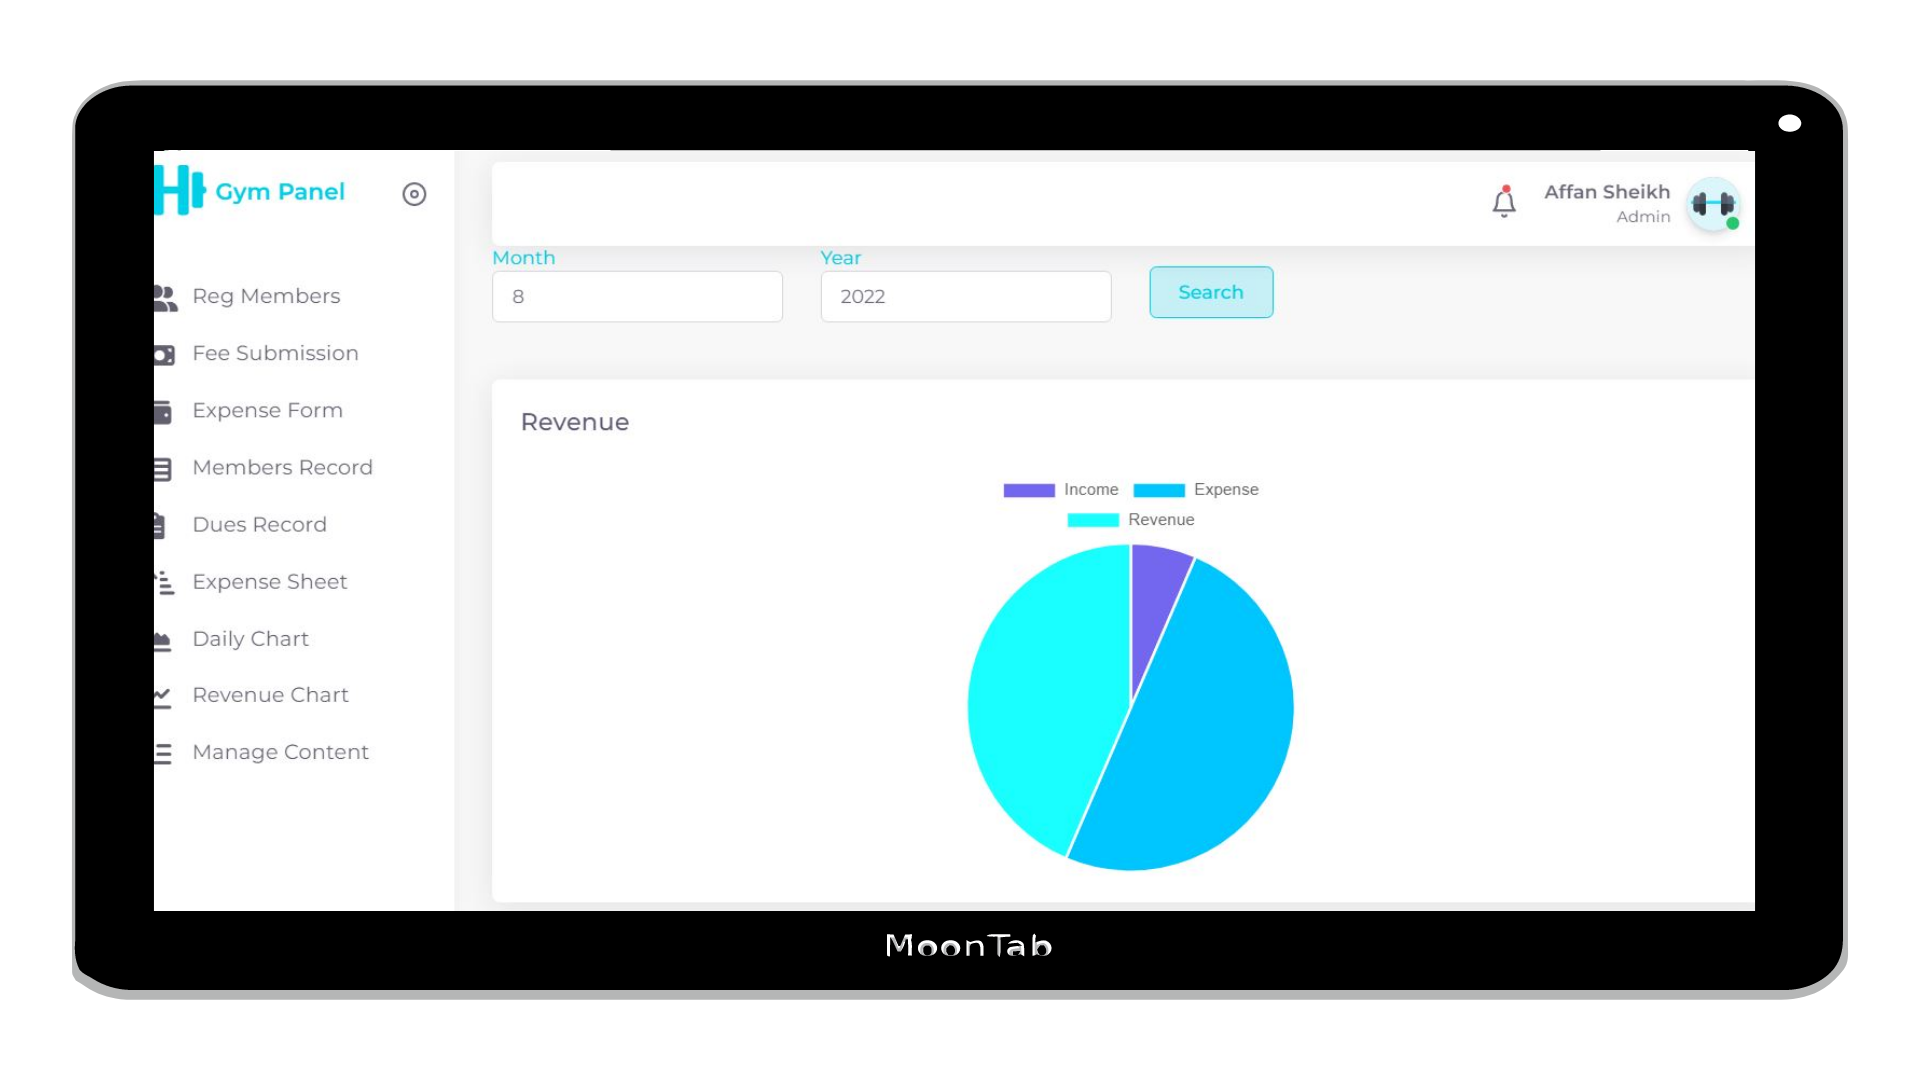 Gym Panel
Affan Sheikh
Admin
Reg Members
Fee Submission
Expense Form
Members Record
Dues Record
Expense Sheet
Daily Chart
Revenue Chart
Manage Content
Month
Year
8
2022
Search
Revenue
Income
Expense
Revenue
MoonTab